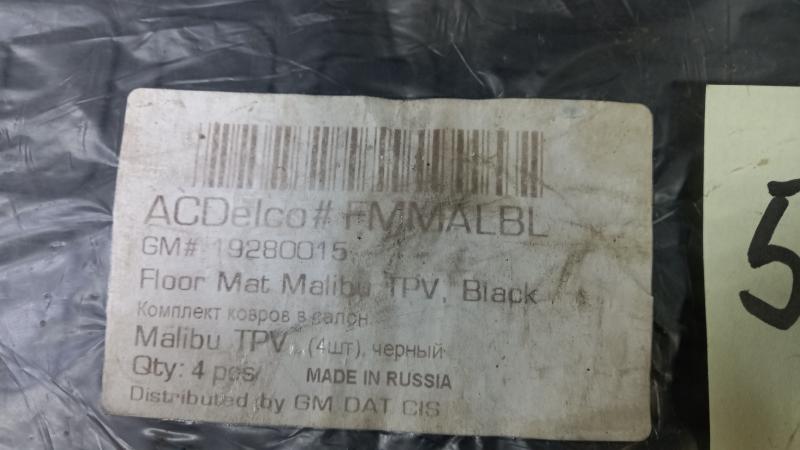 ACDelco# FMMALBL
GM# 19280015
Floor Mat Malibu TPV, Black
Комплект ковров в салон
Malibu TPV, (4шт), черный
Qty: 4 pcs/ MADE IN RUSSIA
Distributed by GM DAT CIS
5